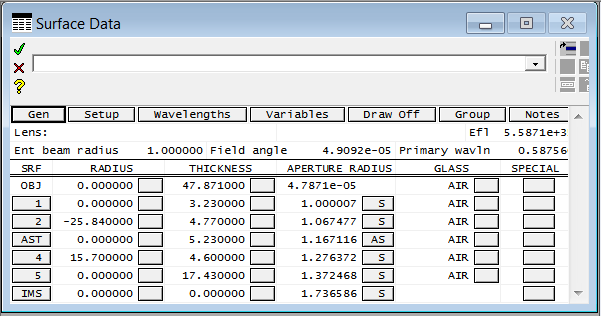 Surface Data
Gen Setup Wavelengths Variables Draw Off Group Notes
Lens: Efl 5.5871e+3
Ent beam radius 1.000000 Field angle 4.9092e-05 Primary wavln 0.58756
SRF RADIUS THICKNESS APERTURE RADIUS GLASS SPECIAL
OBJ 0.000000 47.871000 4.7871e-05 AIR
1 0.000000 3.230000 1.000007 S AIR
2 -25.840000 4.770000 1.067477 S AIR
AST 0.000000 5.230000 1.167116 AS AIR
4 15.700000 4.600000 1.276372 S AIR
5 0.000000 17.430000 1.372468 S AIR
IMS 0.000000 0.000000 1.736586 S